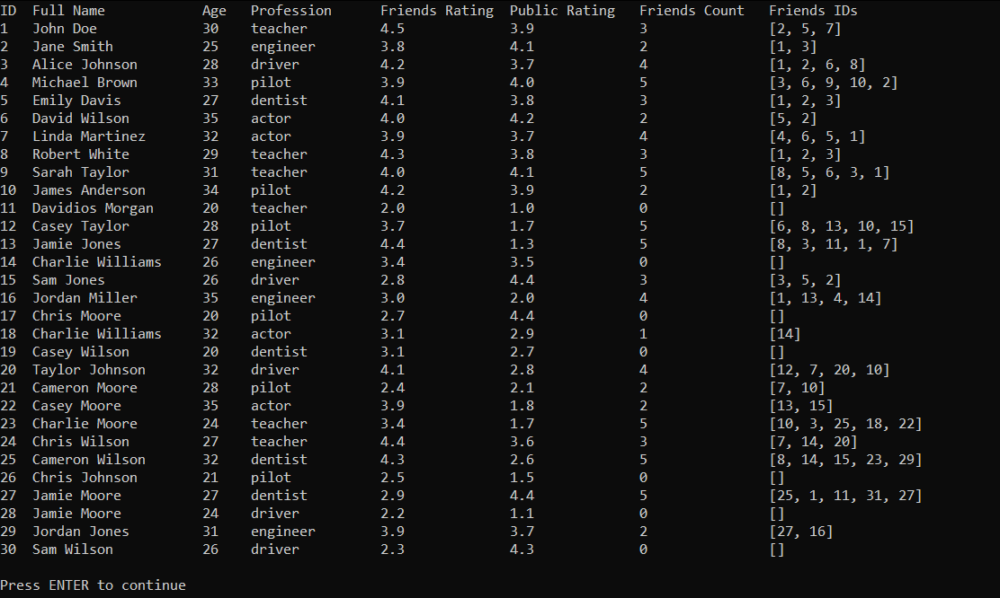 ID  Full Name            Age   Profession      Friends Rating  Public Rating   Friends Count   Friends IDs
1   John Doe             30    teacher         4.5             3.9             3               [2, 5, 7]
2   Jane Smith           25    engineer        3.8             4.1             2               [1, 3]
3   Alice Johnson        28    driver          4.2             3.7             4               [1, 2, 6, 8]
4   Michael Brown        33    pilot           3.9             4.0             5               [3, 6, 9, 10, 2]
5   Emily Davis          27    dentist         4.1             3.8             3               [1, 2, 3]
6   David Wilson         35    actor           4.0             4.2             2               [5, 2]
7   Linda Martinez       32    actor           3.9             3.7             4               [4, 6, 5, 1]
8   Robert White         29    teacher         4.3             3.8             3               [1, 2, 3]
9   Sarah Taylor         31    teacher         4.0             4.1             5               [8, 5, 6, 3, 1]
10  James Anderson       34    pilot           4.2             3.9             2               [1, 2]
11  Davidios Morgan      20    teacher         2.0             1.0             0               []
12  Casey Taylor         28    pilot           3.7             1.7             5               [6, 8, 13, 10, 15]
13  Jamie Jones          27    dentist         4.4             1.3             5               [8, 3, 11, 1, 7]
14  Charlie Williams     26    engineer        3.4             3.5             0               []
15  Sam Jones            26    driver          2.8             4.4             3               [3, 5, 2]
16  Jordan Miller        35    engineer        3.0             2.0             4               [1, 13, 4, 14]
17  Chris Moore          20    pilot           2.7             4.4             0               []
18  Charlie Williams     32    actor           3.1             2.9             1               [14]
19  Casey Wilson         20    dentist         3.1             2.7             0               []
20  Taylor Johnson       32    driver          4.1             2.8             4               [12, 7, 20, 10]
21  Cameron Moore        28    pilot           2.4             2.1             2               [7, 10]
22  Casey Moore          35    actor           3.9             1.8             2               [13, 15]
23  Charlie Moore        24    teacher         3.4             1.7             5               [10, 3, 25, 18, 22]
24  Chris Wilson         27    teacher         4.4             3.6             3               [7, 14, 20]
25  Cameron Wilson       32    dentist         4.3             2.6             5               [8, 14, 15, 23, 29]
26  Chris Johnson        21    pilot           2.5             1.5             0               []
27  Jamie Moore          27    dentist         2.9             4.4             5               [25, 1, 11, 31, 27]
28  Jamie Moore          24    driver          2.2             1.1             0               []
29  Jordan Jones         31    engineer        3.9             3.7             2               [27, 16]
30  Sam Wilson           26    driver          2.3             4.3             0               []
Press ENTER to continue